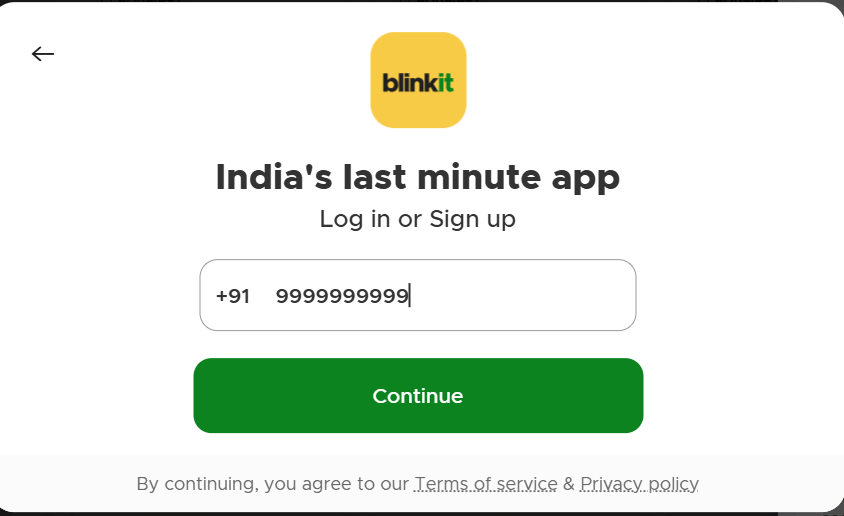 blinkit
India's last minute app
Log in or Sign up
+91 9999999999
Continue
By continuing, you agree to our Terms of service & Privacy policy